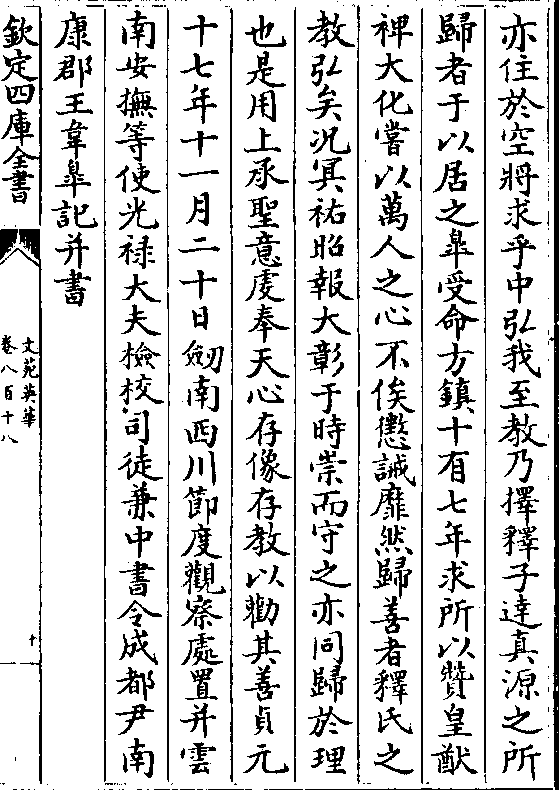 亦住於空將求乎中弘我至教乃擇釋子達真源之所
歸者于以居之臯受命方鎮十有七年求所以贊皇猷
裨大化嘗以萬人之心不俟懲誡靡然歸善者釋氏之
教弘矣况冥祐昭報大彰于時崇而守之亦同歸於理
也是用上承聖意虔奉天心存像存教以勸其善貞元
十七年十一月二十日劒南西川節度觀察處置并雲
南安撫等使光禄大夫檢校司徒兼中書令成都尹南
康郡王韋臯記并書
欽定四庫全書
文苑英華
卷八百十八
十